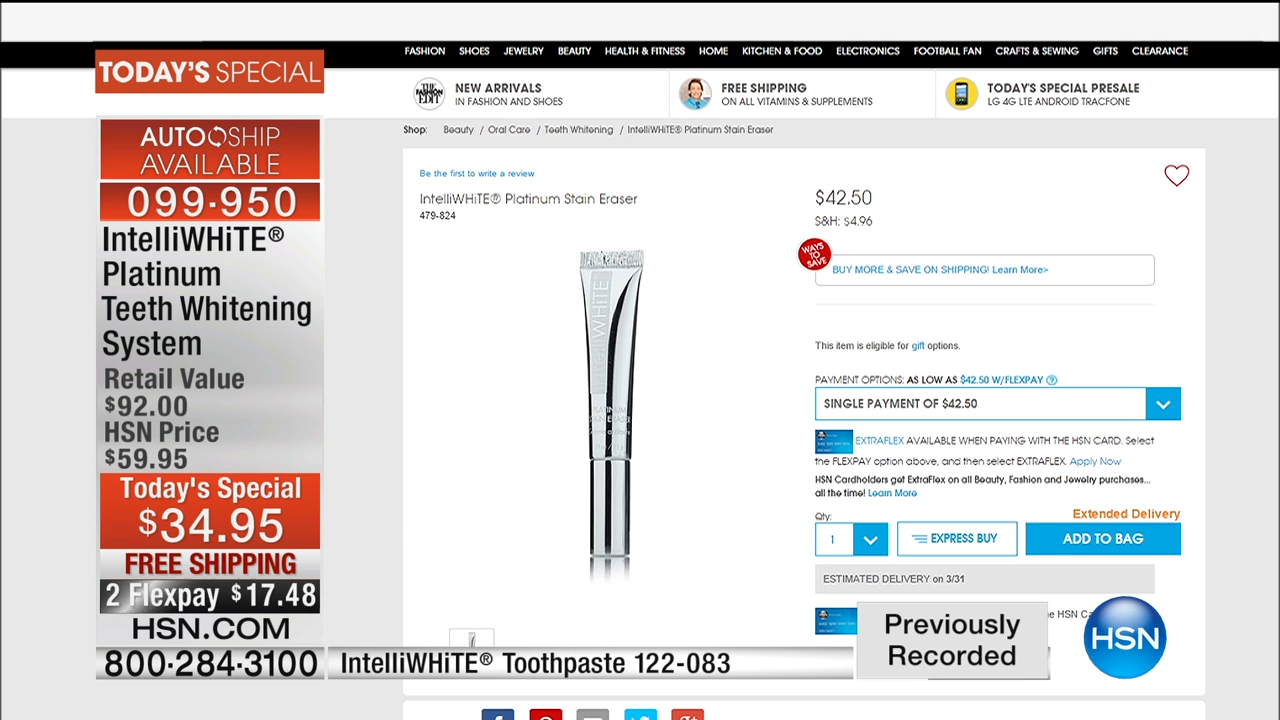 FASHION SHOES JEWELRY BEAUTY HEALTH & FITNESS HOME KITCHEN & FOOD ELECTRONICS FOOTBALL FAN CRAFTS & SEWING GIFTS CLEARANCE
TODAY'S SPECIAL
THE FASHION EDIT
NEW ARRIVALS
IN FASHION AND SHOES
FREE SHIPPING
ON ALL VITAMINS & SUPPLEMENTS
TODAY'S SPECIAL PRESALE
LG 4G LTE ANDROID TRACFONE
AUTO SHIP
AVAILABLE
099-950
IntelliWHiTE®
Platinum
Teeth Whitening
System
Retail Value
$92.00
HSN Price
$59.95
Today's Special
$34.95
FREE SHIPPING
2 Flexpay $17.48
HSN.COM
800-284-3100
Shop: Beauty / Oral Care / Teeth Whitening / IntelliWHiTE® Platinum Stain Eraser
Be the first to write a review
IntelliWHiTE® Platinum Stain Eraser
479-824
WHITE
$42.50
S&H: $4.96
WAYS TO SAVE
BUY MORE & SAVE ON SHIPPING! Learn More>
This item is eligible for gift options.
PAYMENT OPTIONS: AS LOW AS $42.50 W/FLEXPAY ?
SINGLE PAYMENT OF $42.50
EXTRAFLEX AVAILABLE WHEN PAYING WITH THE HSN CARD. Select
the FLEXPAY option above, and then select EXTRAFLEX. Apply Now
HSN Cardholders get ExtraFlex on all Beauty, Fashion and Jewelry purchases...
all the time! Learn More
Extended Delivery
Qty:
1
EXPRESS BUY
ADD TO BAG
ESTIMATED DELIVERY on 3/31
Previously
Recorded
HSN
IntelliWHiTE® Toothpaste 122-083